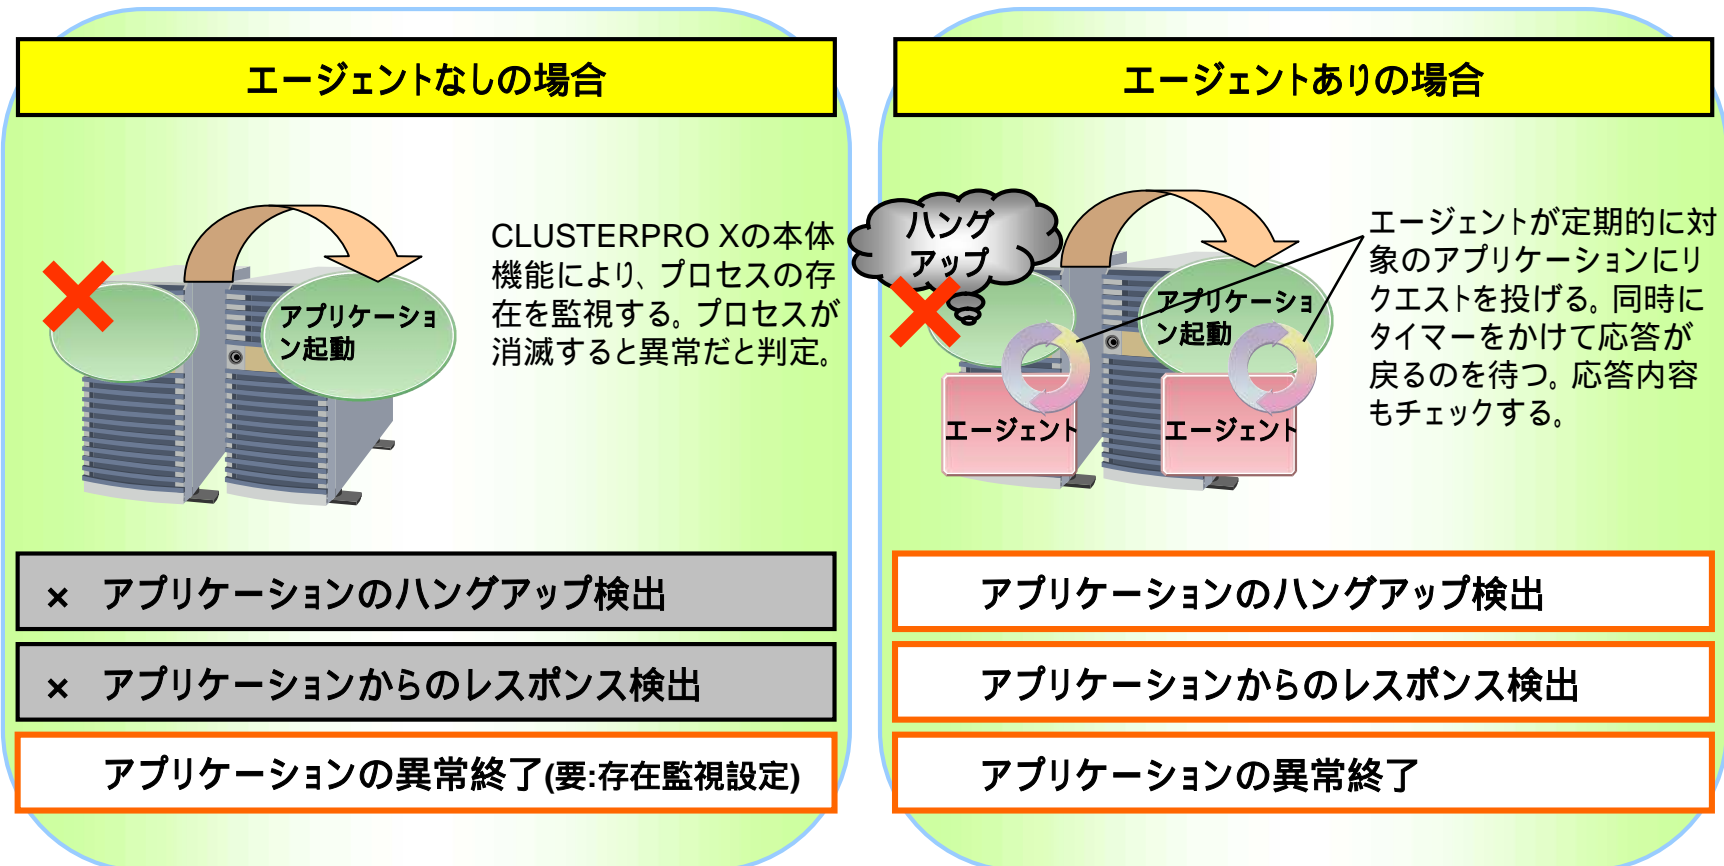 エージェントなしの場合
CLUSTERPRO Xの本体
機能により、プロセスの存
在を監視する。プロセスが
消滅すると異常だと判定。
アプリケーショ
ン起動
× アプリケーションのハングアップ検出
× アプリケーションからのレスポンス検出
アプリケーションの異常終了(要:存在監視設定)
エージェントありの場合
ハング
アップ
アプリケーショ
ン起動
エージェント
エージェント
エージェントが定期的に対
象のアプリケーションにリ
クエストを投げる。同時に
タイマーをかけて応答が
戻るのを待つ。応答内容
もチェックする。
アプリケーションのハングアップ検出
アプリケーションからのレスポンス検出
アプリケーションの異常終了